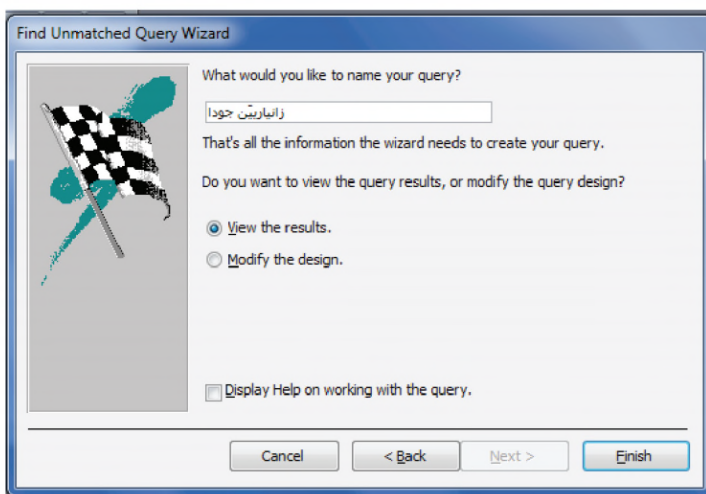 Find Unmatched Query Wizard
What would you like to name your query?
زانیاریێن جودا
That's all the information the wizard needs to create your query.
Do you want to view the query results, or modify the query design?
View the results.
Modify the design.
Display Help on working with the query.
Cancel
< Back
Next >
Finish